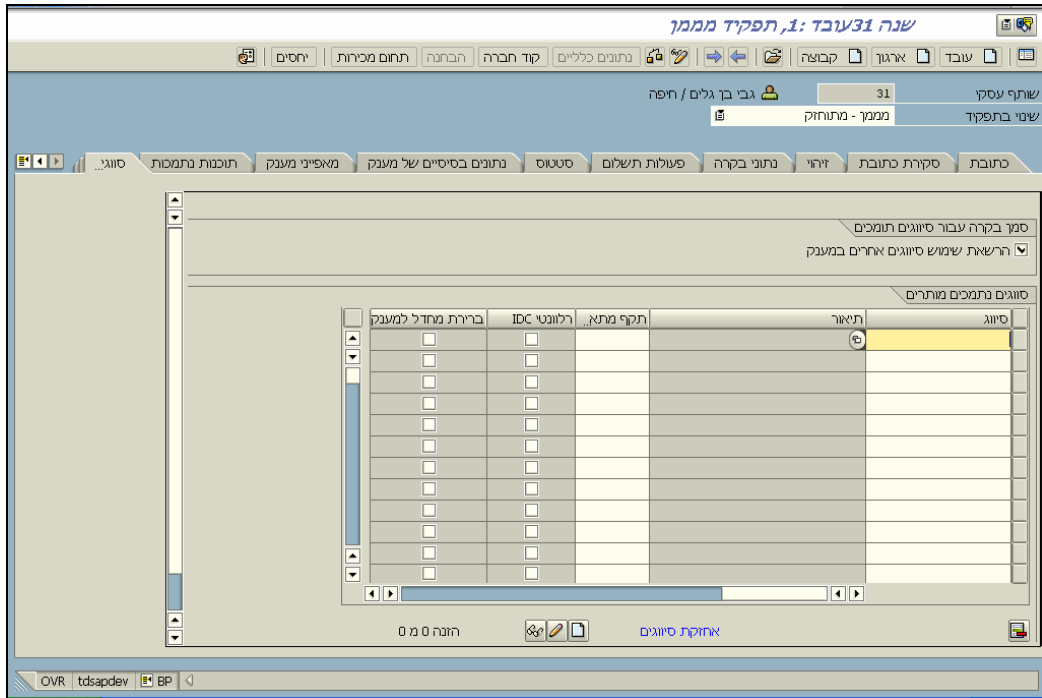 שנה 31עובד :1, תפקיד מממן
עובד ארגון קבוצה נתונים כלליים קוד חברה הבחנה תחום מכירות יחסים
שותף עסקי 31 גבי בן גלים / חיפה
שינוי בתפקיד מממן - מתוחזק
כתובת סקירת כתובת זיהוי נתוני בקרה פעולות תשלום סטטוס נתונים בסיסיים של מענק מאפייני מענק תוכנות נתמכות סווגי...
סמך בקרה עבור סיווגים תומכים
הרשאת שימוש סיווגים אחרים במענק
סווגים נתמכים מותרים
סיווג תיאור תקף מתא... רלוונטי IDC ברירת מחדל למענק
אחזקת סיווגים הזנה 0 מ 0
OVR tdsapdev BP